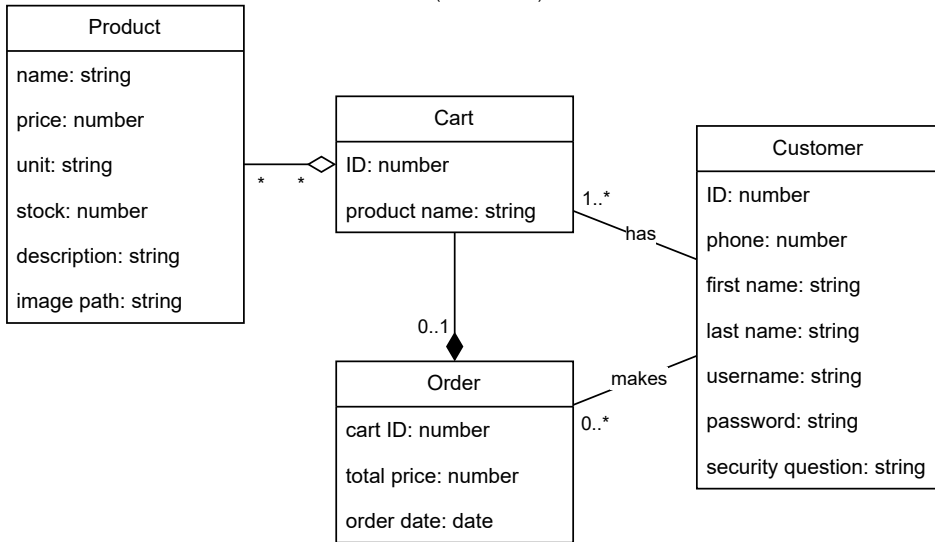 Product
name: string
price: number
unit: string
stock: number
description: string
image path: string
* *
Cart
ID: number
product name: string
1..*
has
Customer
ID: number
phone: number
first name: string
last name: string
username: string
password: string
security question: string
0..1
makes
0..*
Order
cart ID: number
total price: number
order date: date